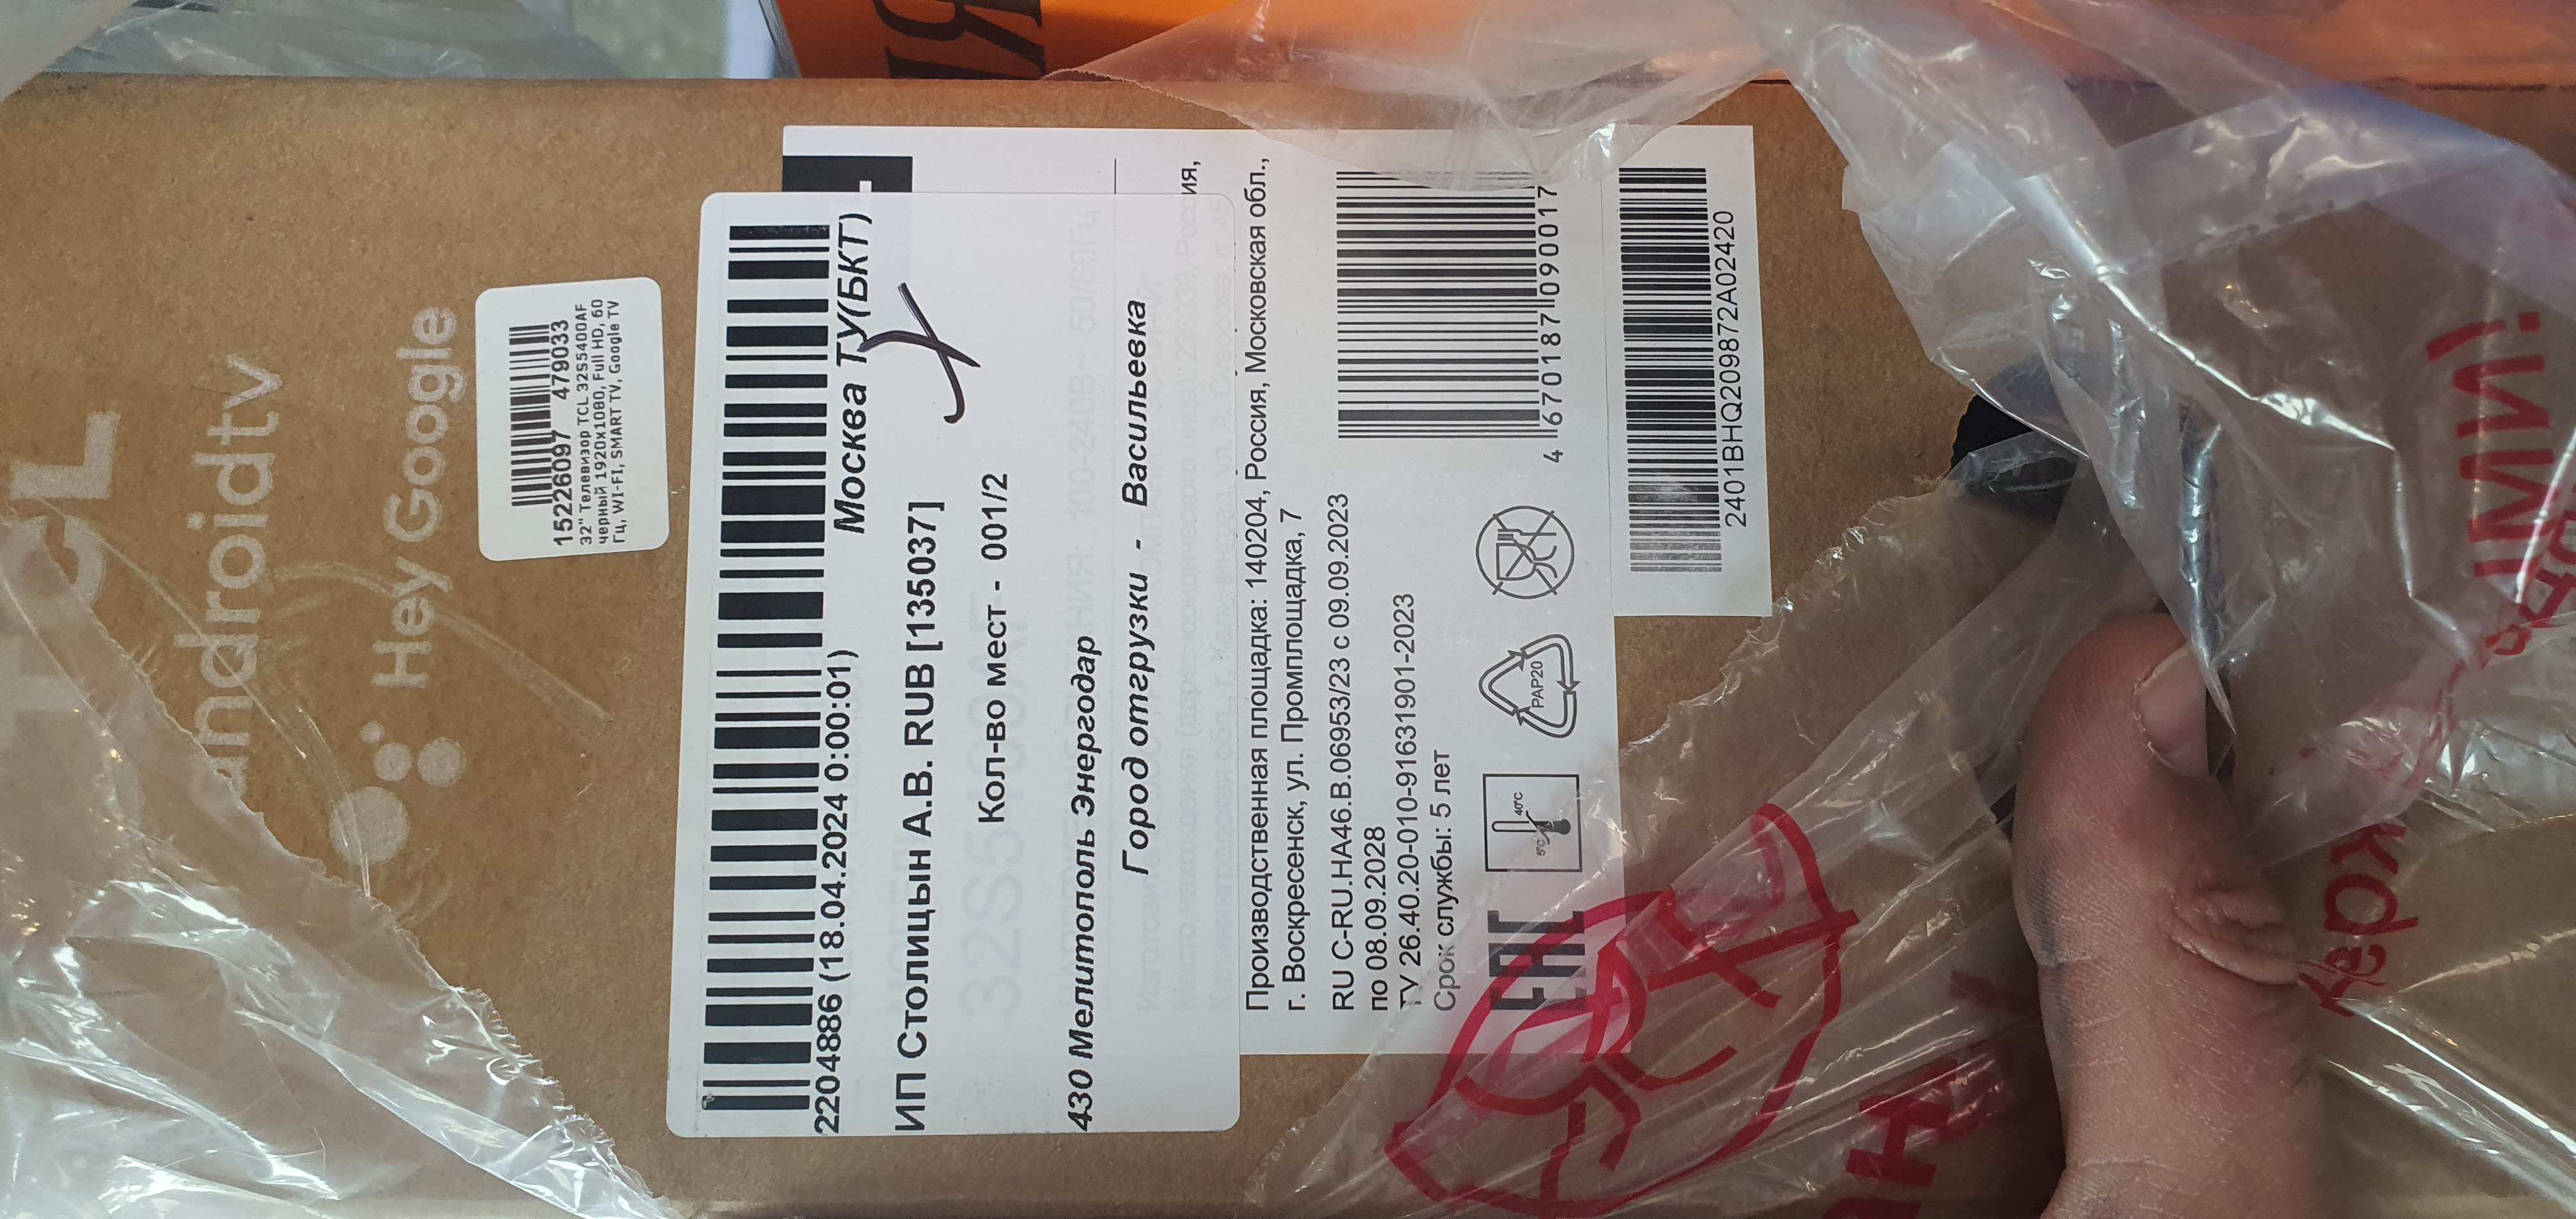 TCL
androidtv
Hey Google
152226097 479033
32" Телевизор TCL 32S5400AF
черный 1920x1080, Full HD, 60
Гц, WI-FI, SMART TV, Google TV
Москва ТУ(БКТ)
2204886 (18.04.2024 0:00:01)
ИП Столицын А.В. RUB [135037]
Кол-во мест - 001/2
430 Мелитополь Энергодар
Город отгрузки - Васильевка
Производственная площадка: 140204, Россия, Московская обл.,
г. Воскресенск, ул. Промплощадка, 7
RU C-RU.HA46.B.06953/23 с 09.09.2023
по 08.09.2028
ТУ 26.40.20-010-91631901-2023
Срок службы: 5 лет
EAC
5°C
40°C
PAP20
4 670187 090017
2401BHQ209872A02420